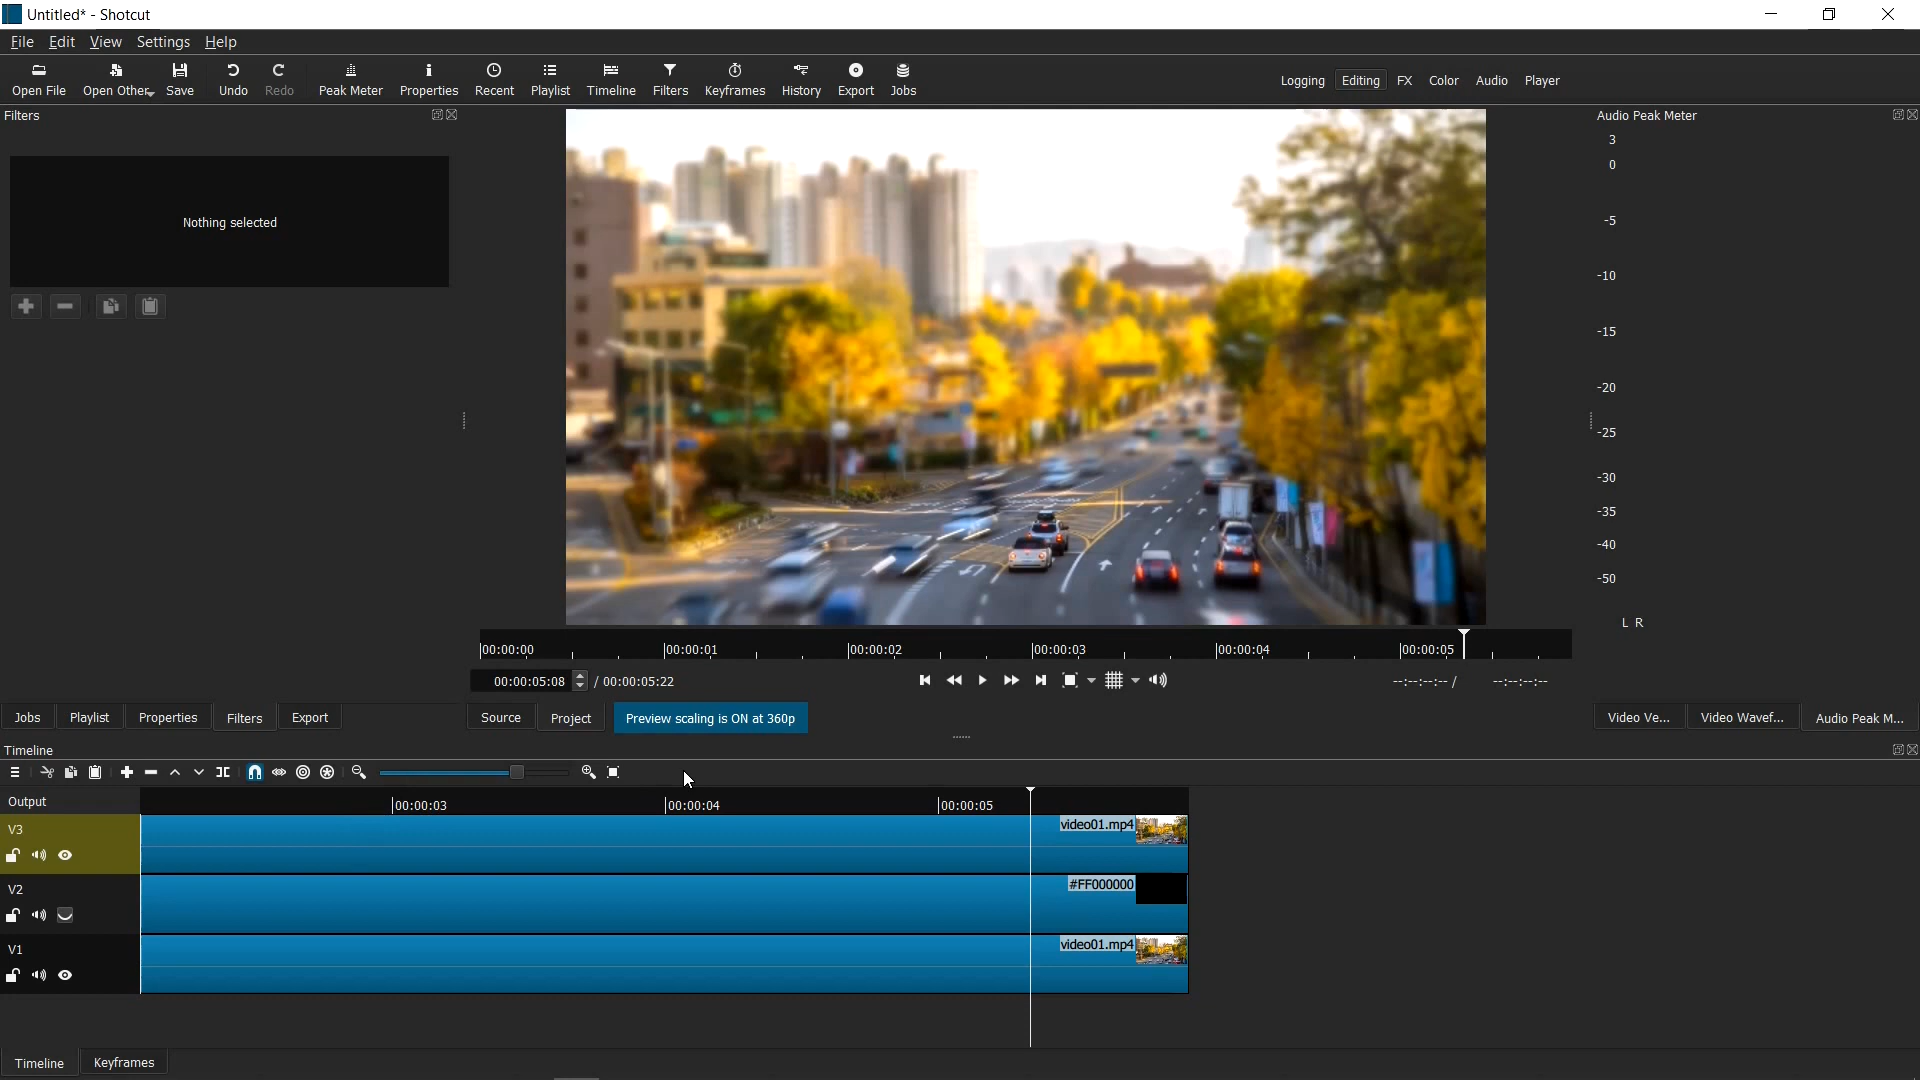 Untitled* - Shotcut
File Edit View Settings Help
Open File Open Other Save Undo Redo Peak Meter Properties Recent Playlist Timeline Filters Keyframes History Export Jobs
Logging Editing FX Color Audio Player
Filters
Audio Peak Meter
Nothing selected
3
0
-5
-10
-15
-20
-25
-30
-35
-40
-50
L R
00:00:00 00:00:01 00:00:02 00:00:03 00:00:04 00:00:05
00:00:05:08 / 00:00:05:22
--:--:--:-- / --:--:--:--
Jobs Playlist Properties Filters Export
Source Project Preview scaling is ON at 360p
Video Ve... Video Wavef... Audio Peak M...
Timeline
Output
00:00:03 00:00:04 00:00:05
V3
video01.mp4
V2
#FF000000
V1
video01.mp4
Timeline Keyframes